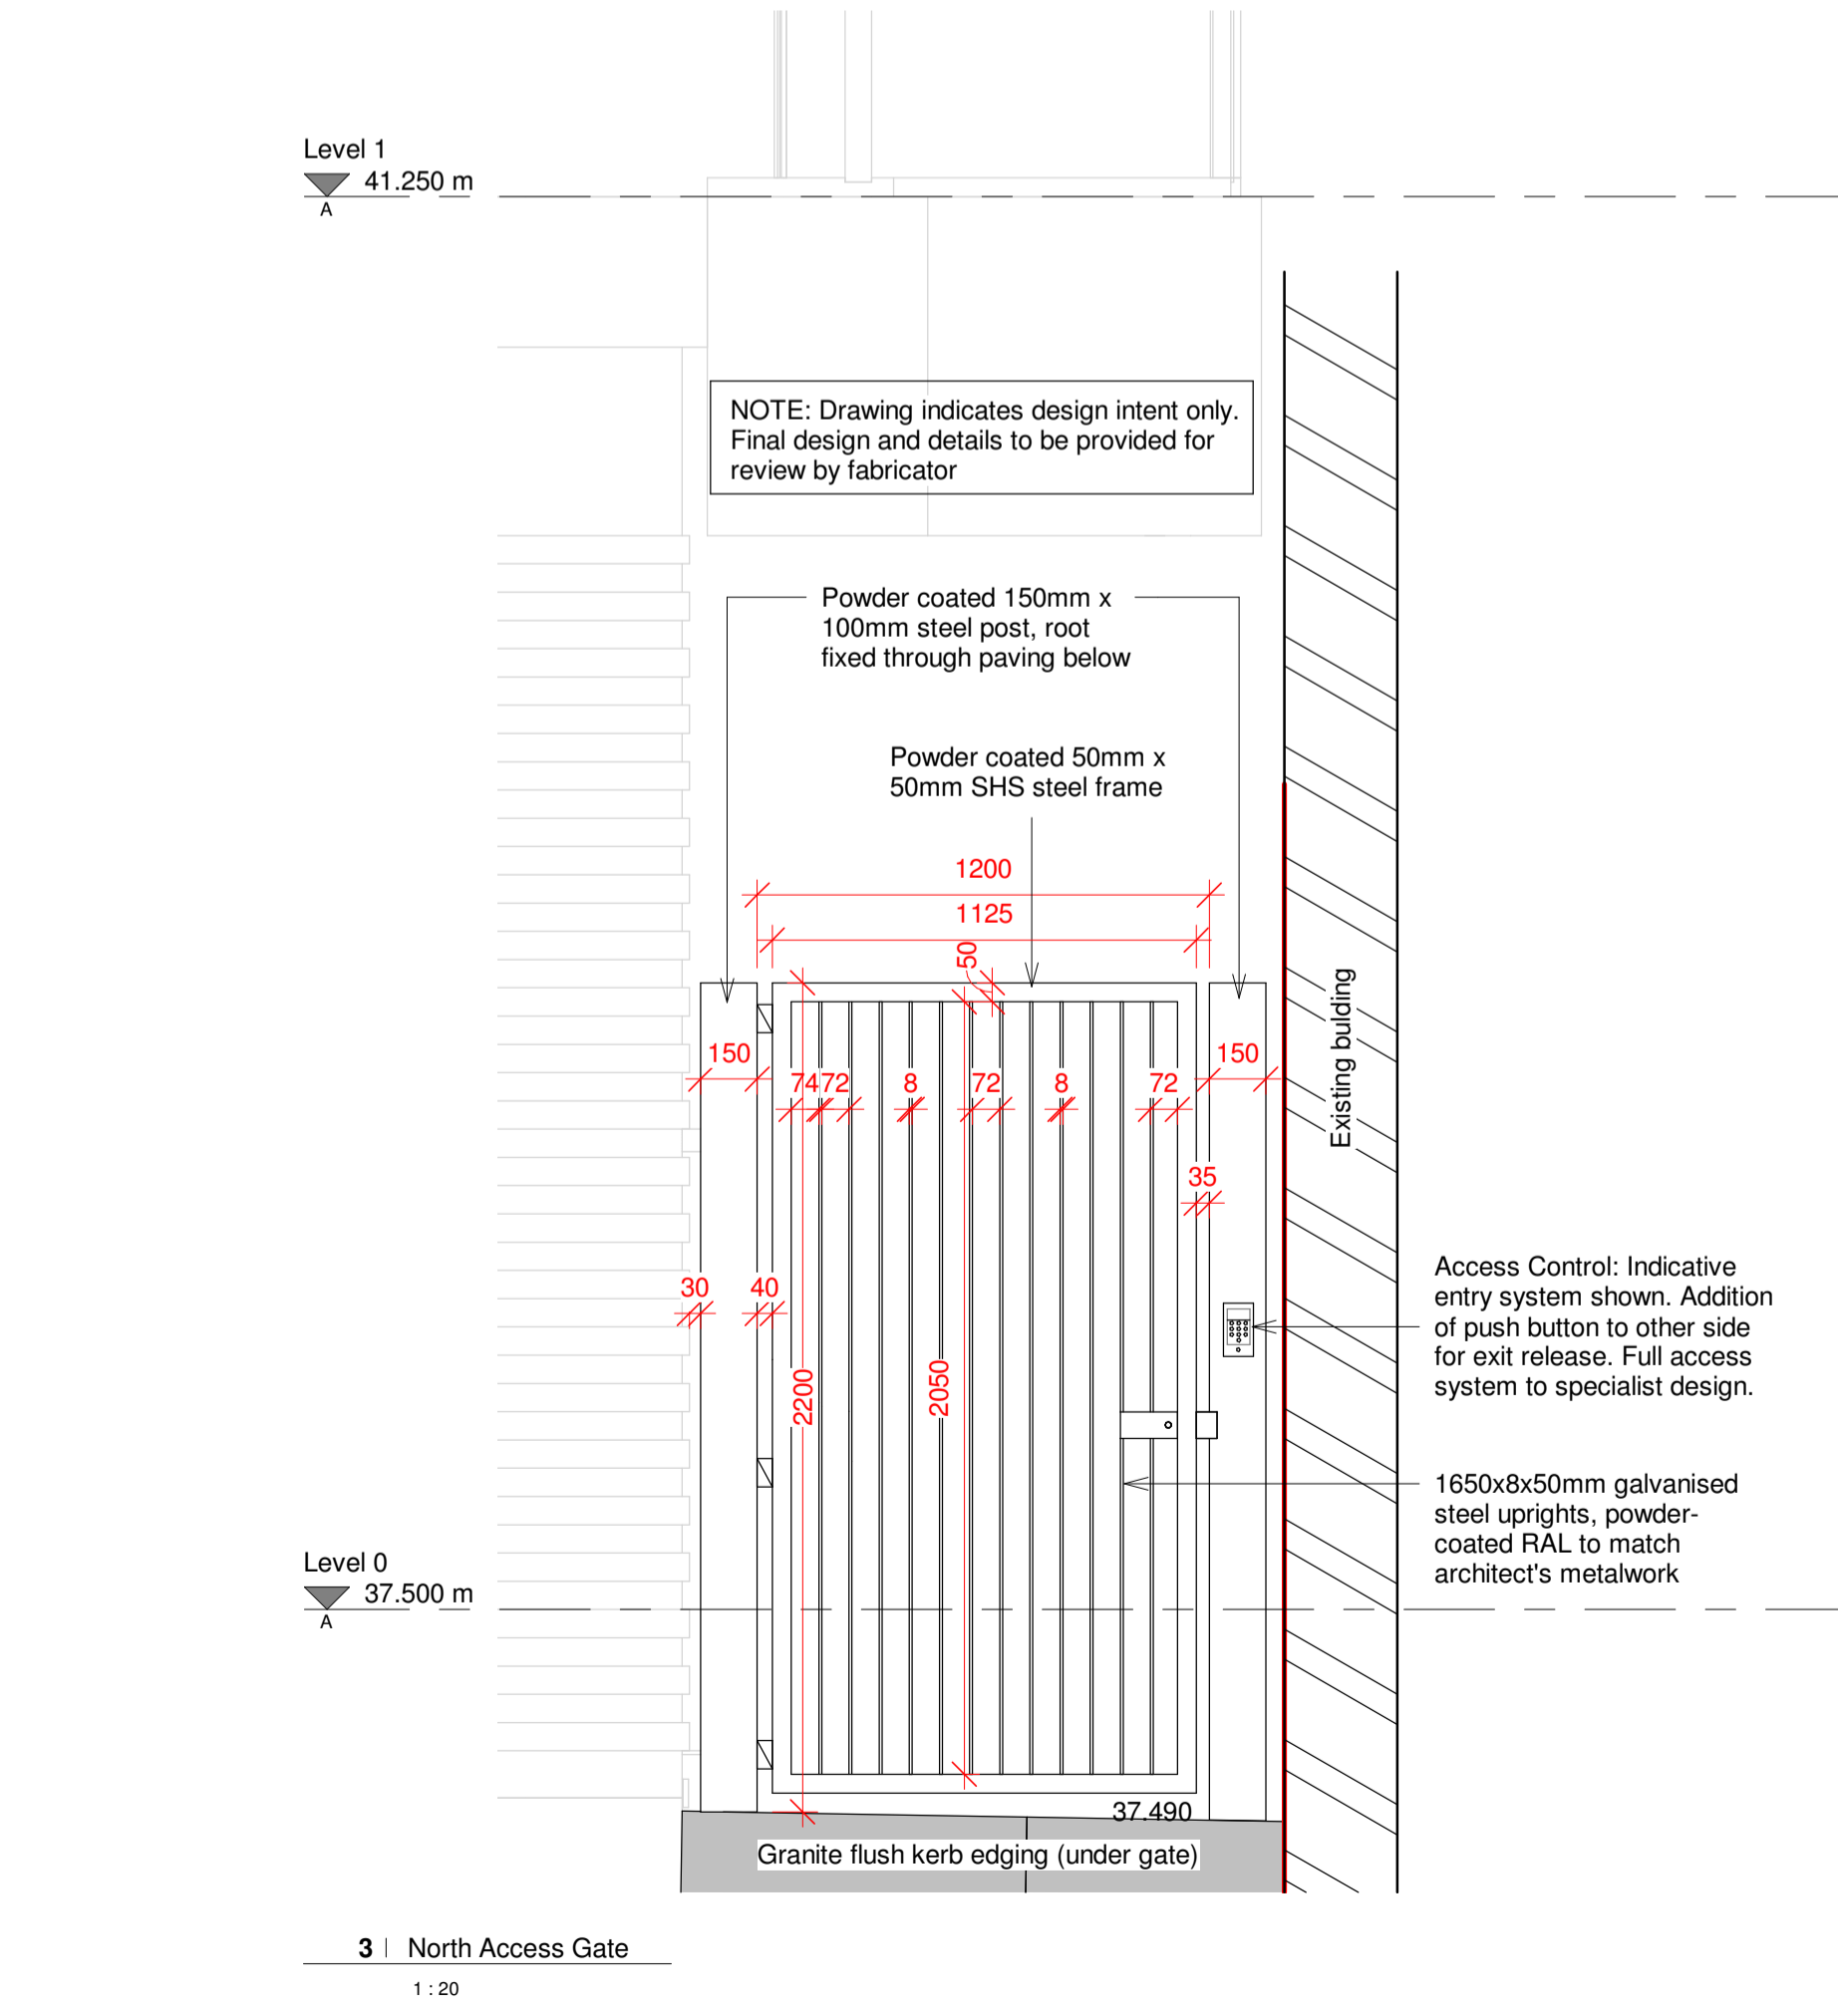 Level 1
41.250 m
A
NOTE: Drawing indicates design intent only.
Final design and details to be provided for
review by fabricator
Powder coated 150mm x
100mm steel post, root
fixed through paving below
Powder coated 50mm x
50mm SHS steel frame
1200
1125
50
150
74 72 8 72 8 72
150
Existing bulding
35
30
40
2200
2050
Access Control: Indicative
entry system shown. Addition
of push button to other side
for exit release. Full access
system to specialist design.
1650x8x50mm galvanised
steel uprights, powder-
coated RAL to match
architect's metalwork
Level 0
37.500 m
A
37.490
Granite flush kerb edging (under gate)
3 | North Access Gate
1 : 20